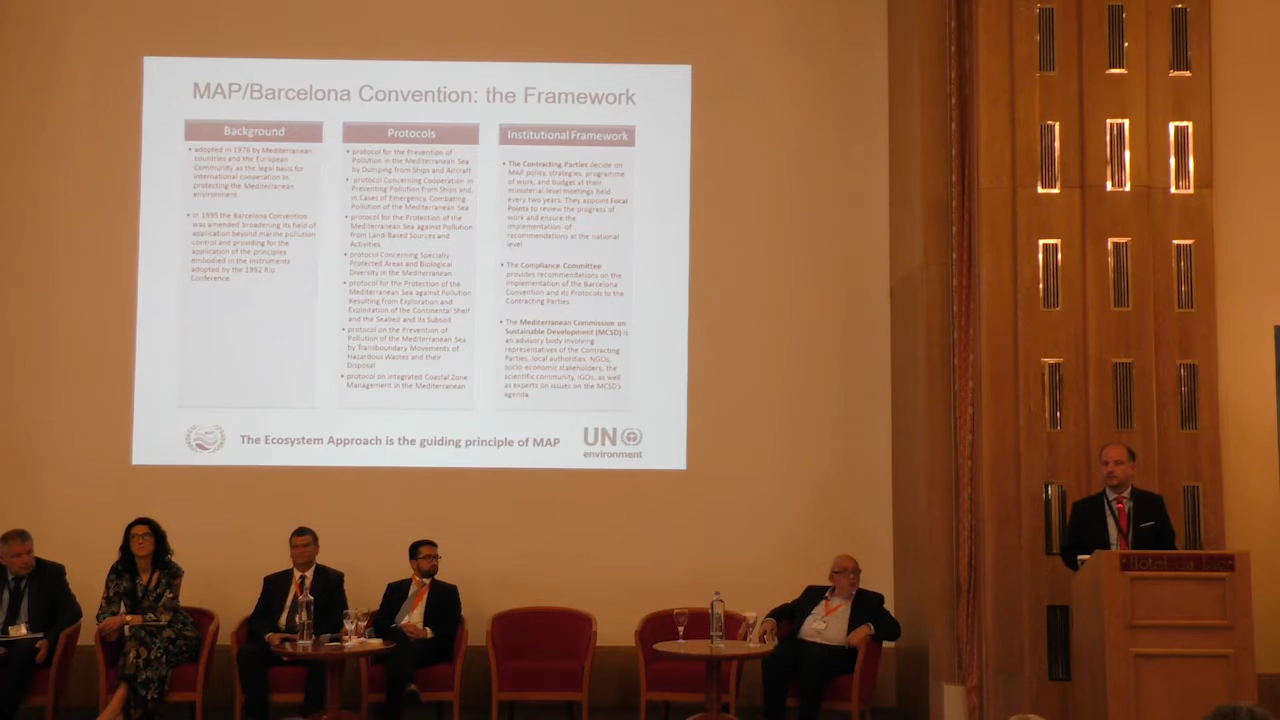 MAP/Barcelona Convention: the Framework
Background
• adopted in 1976 by Mediterranean
countries and the European
Community as the legal basis for
international cooperation in
protecting the Mediterranean
environment.
• in 1995 the Barcelona Convention
was amended broadening its field of
application beyond marine pollution
control and providing for the
application of the principles
embodied in the instruments
adopted by the 1992 Rio
Conference.
Protocols
• protocol for the Prevention of
Pollution in the Mediterranean Sea
by Dumping from Ships and Aircraft
• protocol Concerning Cooperation in
Preventing Pollution from Ships and,
in Cases of Emergency, Combating
Pollution of the Mediterranean Sea
• protocol for the Protection of the
Mediterranean Sea against Pollution
from Land-Based Sources and
Activities
• protocol Concerning Specially
Protected Areas and Biological
Diversity in the Mediterranean
• protocol for the Protection of the
Mediterranean Sea against Pollution
Resulting from Exploration and
Exploitation of the Continental Shelf
and the Seabed and its Subsoil
• protocol on the Prevention of
Pollution of the Mediterranean Sea
by Transboundary Movements of
Hazardous Wastes and their
Disposal
• protocol on Integrated Coastal Zone
Management in the Mediterranean
Institutional Framework
• The Contracting Parties decide on
MAP policy, strategies, programme
of work, and budget at their
ministerial-level meetings held
every two years. They appoint Focal
Points to review the progress of
work and ensure the
implementation of
recommendations at the national
level.
• The Compliance Committee
provides recommendations on the
implementation of the Barcelona
Convention and its Protocols to the
Contracting Parties
• The Mediterranean Commission on
Sustainable Development (MCSD) is
an advisory body involving
representatives of the Contracting
Parties, local authorities, NGOs,
socio-economic stakeholders, the
scientific community, IGOs, as well
as experts on issues on the MCSD's
agenda.
The Ecosystem Approach is the guiding principle of MAP
UN
environment
Hotel